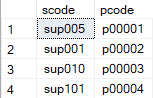 scode pcode
1 sup005 p00001
2 sup001 p00002
3 sup010 p00003
4 sup101 p00004